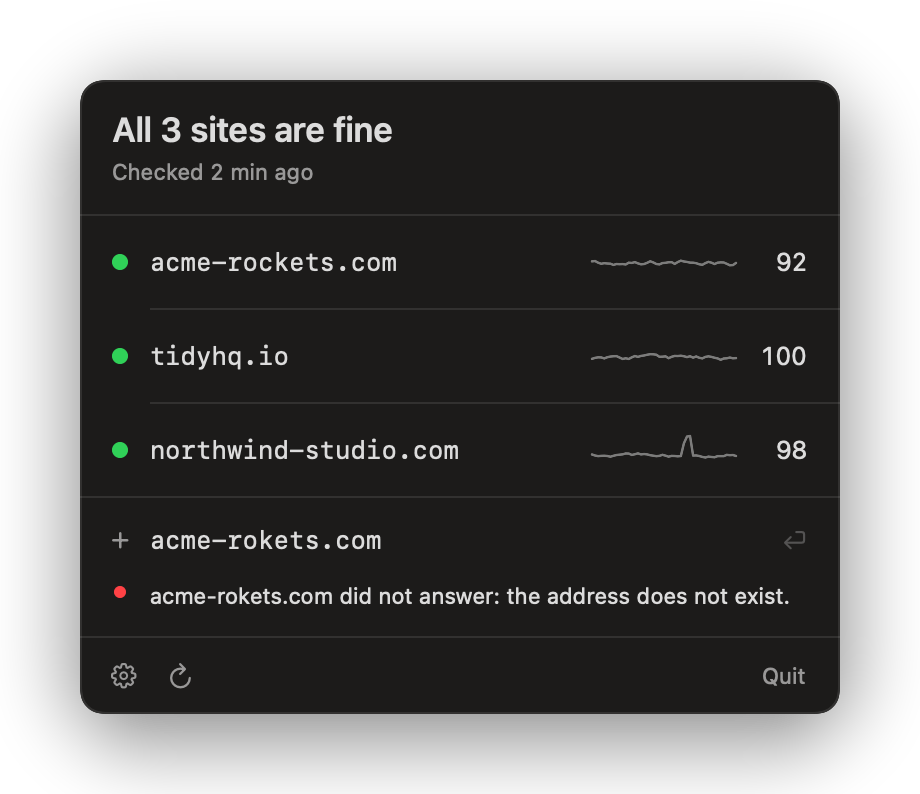 All 3 sites are fine
Checked 2 min ago
acme-rockets.com 92
tidyhq.io 100
northwind-studio.com 98
+ acme-rokets.com
acme-rokets.com did not answer: the address does not exist.
Quit